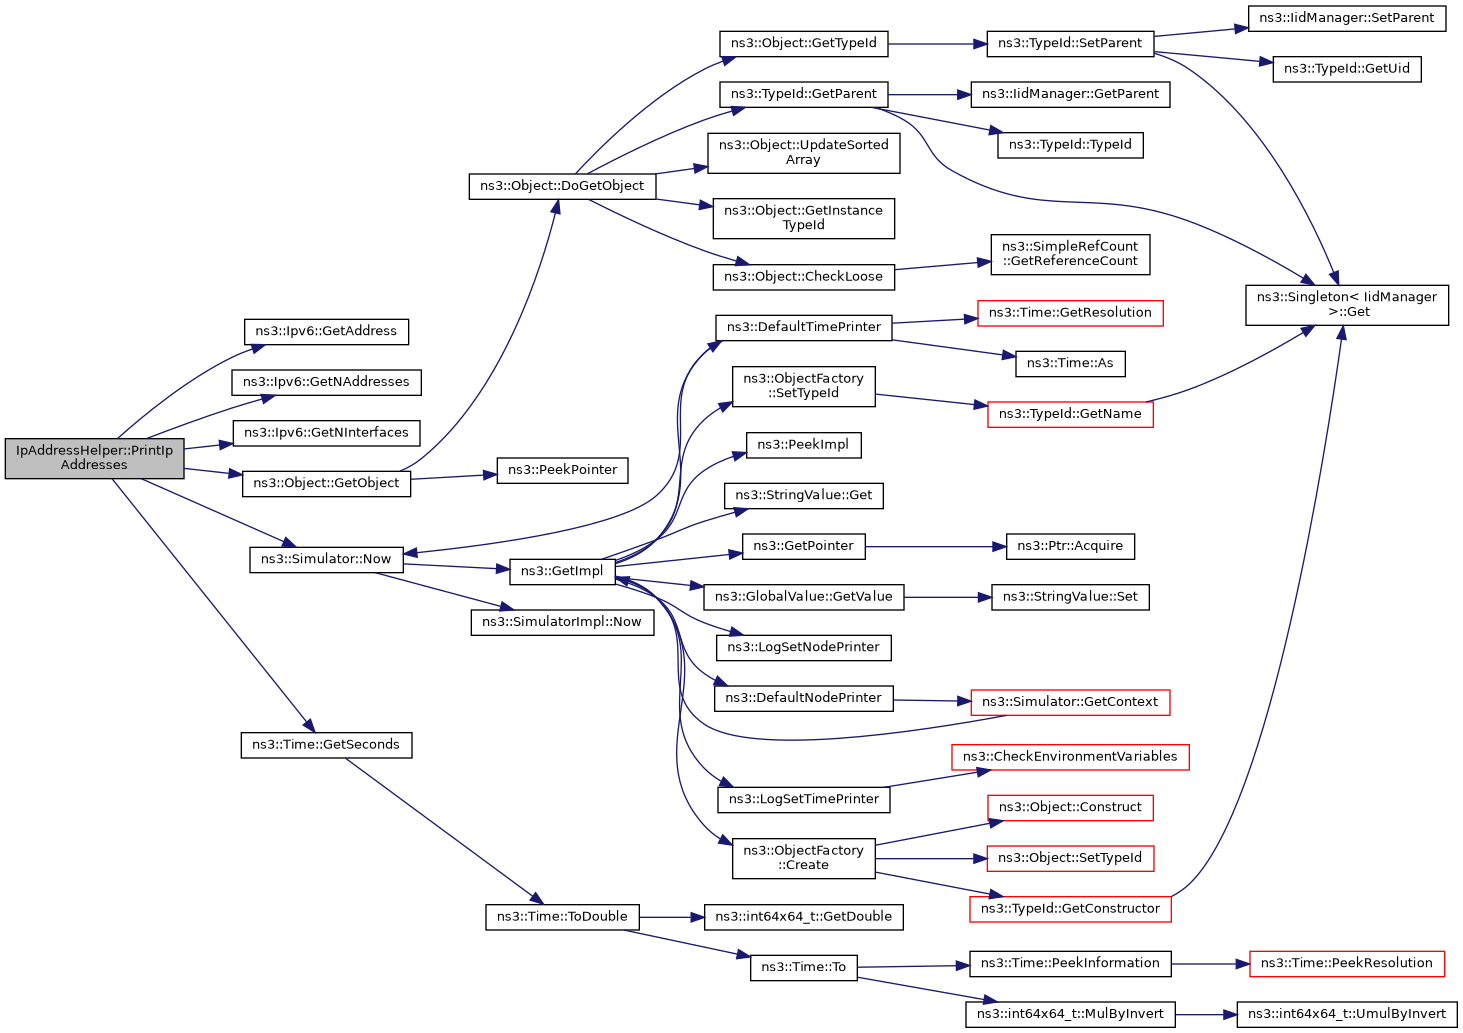 IpAddressHelper::PrintIp
Addresses
ns3::Ipv6::GetAddress
ns3::Ipv6::GetNAddresses
ns3::Ipv6::GetNInterfaces
ns3::Object::GetObject
ns3::Simulator::Now
ns3::Time::GetSeconds
ns3::Object::DoGetObject
ns3::PeekPointer
ns3::GetImpl
ns3::SimulatorImpl::Now
ns3::Time::ToDouble
ns3::Object::GetTypeId
ns3::TypeId::GetParent
ns3::Object::UpdateSorted
Array
ns3::Object::GetInstance
TypeId
ns3::Object::CheckLoose
ns3::DefaultTimePrinter
ns3::ObjectFactory
::SetTypeId
ns3::PeekImpl
ns3::StringValue::Get
ns3::GetPointer
ns3::GlobalValue::GetValue
ns3::LogSetNodePrinter
ns3::DefaultNodePrinter
ns3::LogSetTimePrinter
ns3::ObjectFactory
::Create
ns3::int64x64_t::GetDouble
ns3::Time::To
ns3::TypeId::SetParent
ns3::IidManager::GetParent
ns3::TypeId::TypeId
ns3::SimpleRefCount
::GetReferenceCount
ns3::Time::GetResolution
ns3::Time::As
ns3::TypeId::GetName
ns3::Ptr::Acquire
ns3::StringValue::Set
ns3::Simulator::GetContext
ns3::CheckEnvironmentVariables
ns3::Object::Construct
ns3::Object::SetTypeId
ns3::TypeId::GetConstructor
ns3::Time::PeekInformation
ns3::int64x64_t::MulByInvert
ns3::IidManager::SetParent
ns3::TypeId::GetUid
ns3::Singleton< IidManager
>::Get
ns3::Time::PeekResolution
ns3::int64x64_t::UmulByInvert